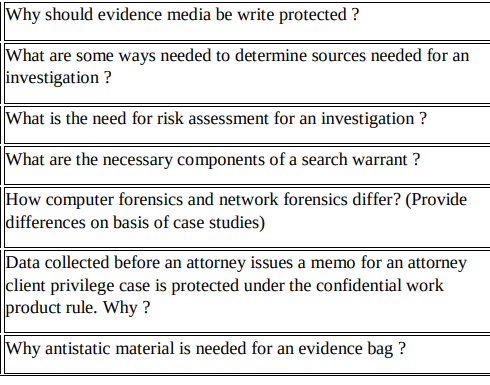 Why should evidence media be write protected ?
What are some ways needed to determine sources needed for an
investigation ?
What is the need for risk assessment for an investigation ?
What are the necessary components of a search warrant ?
How computer forensics and network forensics differ? (Provide
differences on basis of case studies)
Data collected before an attorney issues a memo for an attorney
client privilege case is protected under the confidential work
product rule. Why ?
Why antistatic material is needed for an evidence bag ?